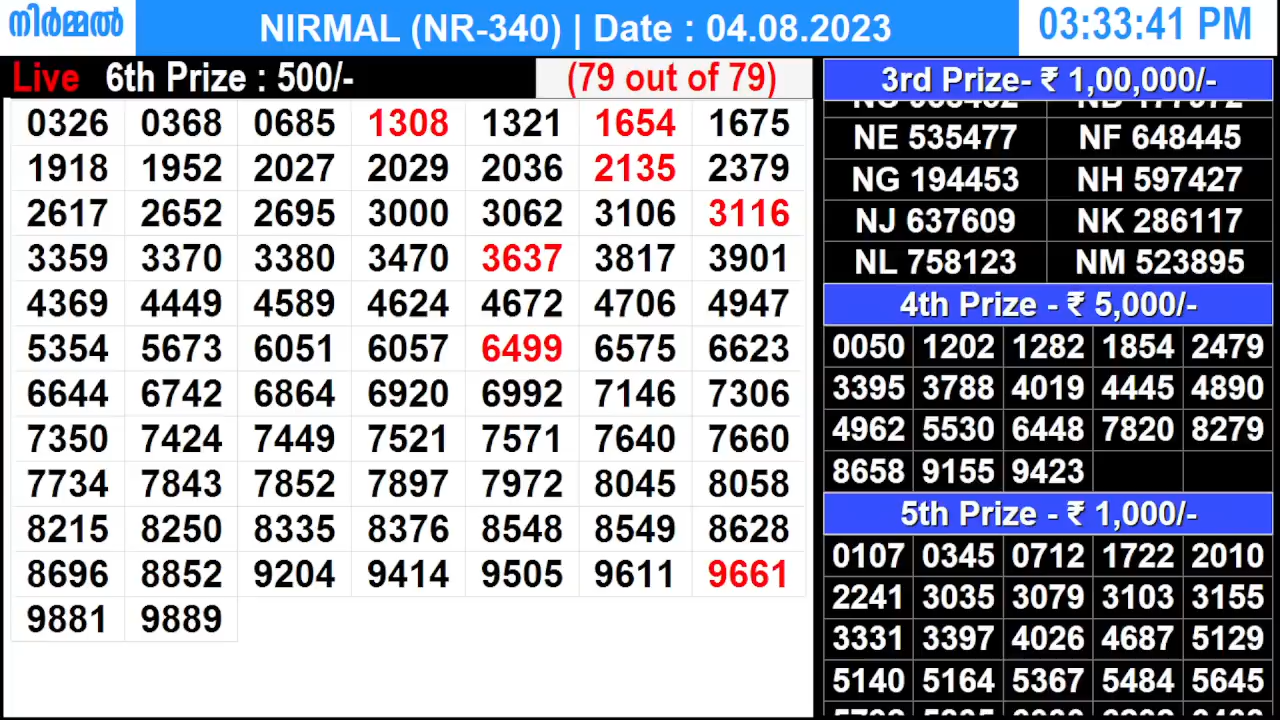 നിർമ്മൽ NIRMAL (NR-340) | Date : 04.08.2023 03:33:41 PM
Live 6th Prize : 500/- (79 out of 79)
0326 0368 0685 1308 1321 1654 1675
1918 1952 2027 2029 2036 2135 2379
2617 2652 2695 3000 3062 3106 3116
3359 3370 3380 3470 3637 3817 3901
4369 4449 4589 4624 4672 4706 4947
5354 5673 6051 6057 6499 6575 6623
6644 6742 6864 6920 6992 7146 7306
7350 7424 7449 7521 7571 7640 7660
7734 7843 7852 7897 7972 8045 8058
8215 8250 8335 8376 8548 8549 8628
8696 8852 9204 9414 9505 9611 9661
9881 9889
3rd Prize- ₹ 1,00,000/-
NE 535477 NF 648445
NG 194453 NH 597427
NJ 637609 NK 286117
NL 758123 NM 523895
4th Prize - ₹ 5,000/-
0050 1202 1282 1854 2479
3395 3788 4019 4445 4890
4962 5530 6448 7820 8279
8658 9155 9423
5th Prize - ₹ 1,000/-
0107 0345 0712 1722 2010
2241 3035 3079 3103 3155
3331 3397 4026 4687 5129
5140 5164 5367 5484 5645